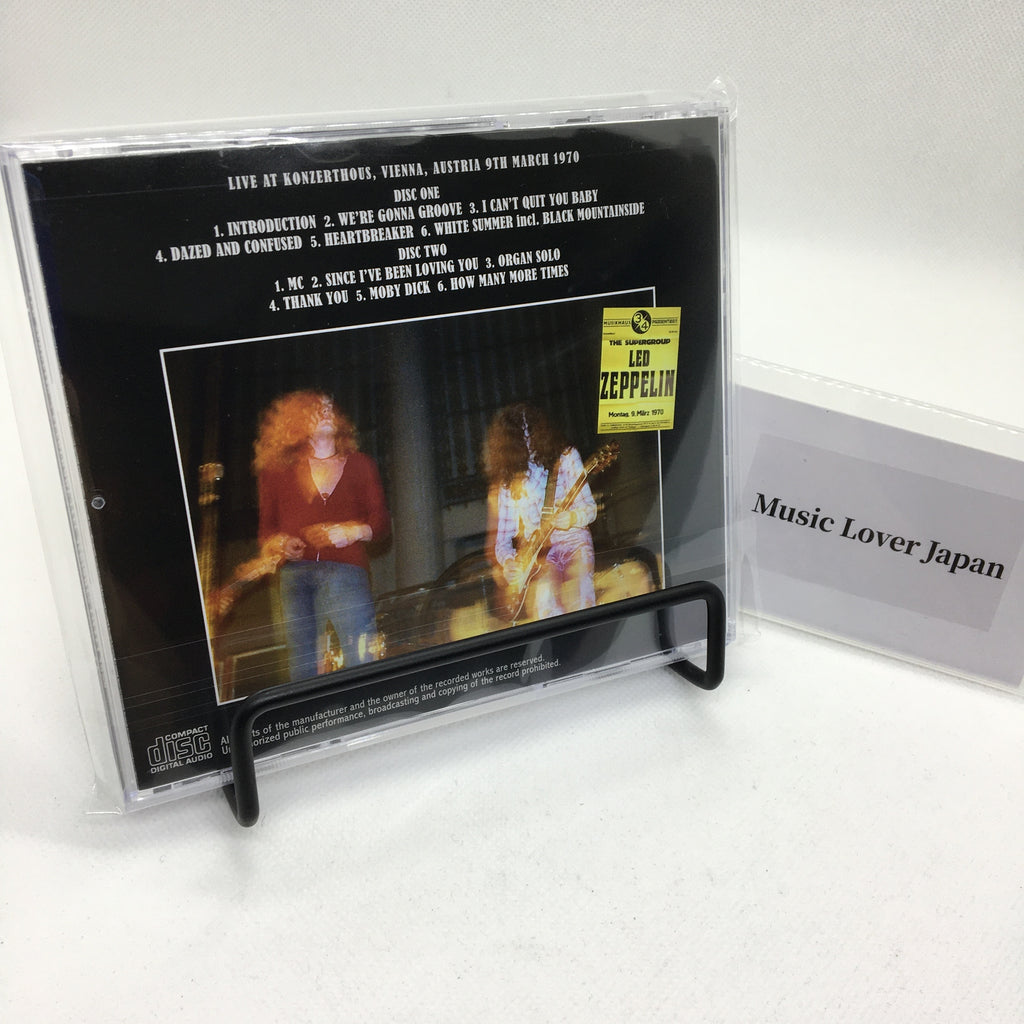 LIVE AT KONZERTHOUS, VIENNA, AUSTRIA 9TH MARCH 1970
DISC ONE
1. INTRODUCTION 2. WE'RE GONNA GROOVE 3. I CAN'T QUIT YOU BABY
4. DAZED AND CONFUSED 5. HEARTBREAKER 6. WHITE SUMMER incl. BLACK MOUNTAINSIDE
DISC TWO
1. MC 2. SINCE I'VE BEEN LOVING YOU 3. ORGAN SOLO
4. THANK YOU 5. MOBY DICK 6. HOW MANY MORE TIMES
MUSIKHAUS 3/4 PRÄSENTIERT
THE SUPERGROUP
LED
ZEPPELIN
Montag, 9. März 1970
Music Lover Japan
of the manufacturer and the owner of the recorded works are reserved.
public performance, broadcasting and copying of the record prohibited.
COMPACT
disc
DIGITAL AUDIO